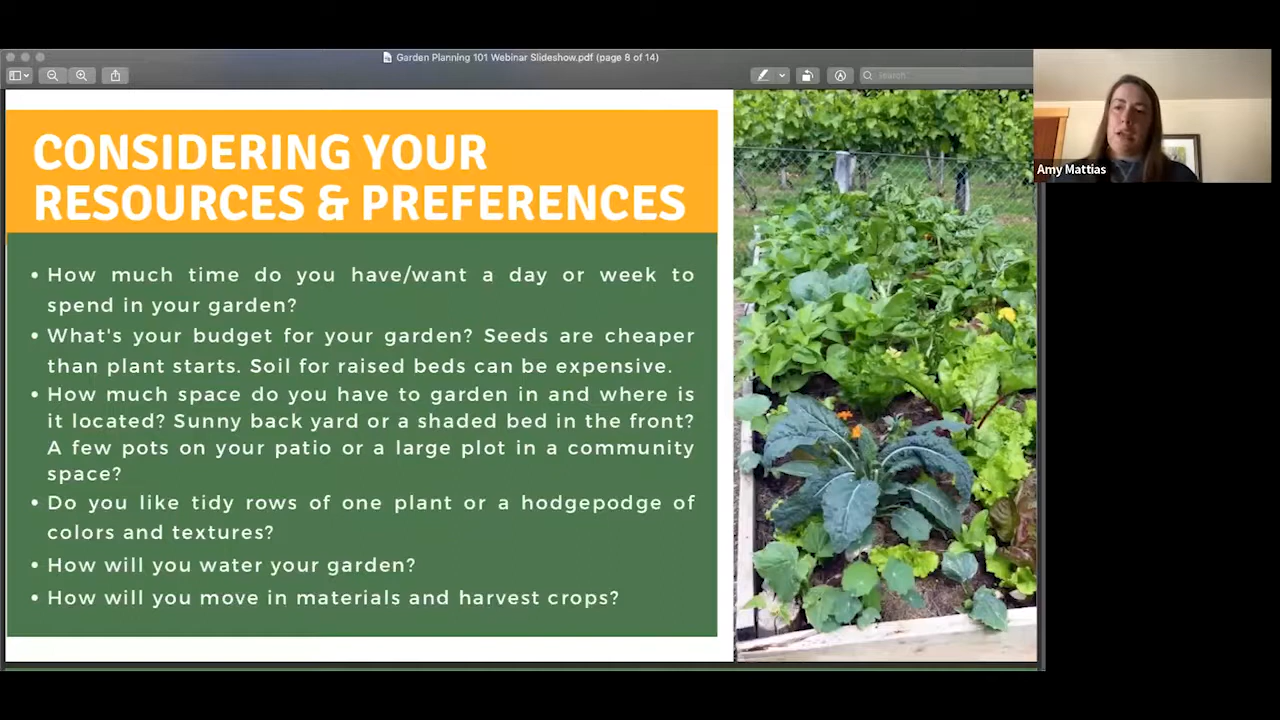 Garden Planning 101 Webinar Slideshow.pdf (page 8 of 14)
Search
CONSIDERING YOUR
RESOURCES & PREFERENCES
• How much time do you have/want a day or week to
spend in your garden?
• What's your budget for your garden? Seeds are cheaper
than plant starts. Soil for raised beds can be expensive.
• How much space do you have to garden in and where is
it located? Sunny back yard or a shaded bed in the front?
A few pots on your patio or a large plot in a community
space?
• Do you like tidy rows of one plant or a hodgepodge of
colors and textures?
• How will you water your garden?
• How will you move in materials and harvest crops?
Amy Mattias